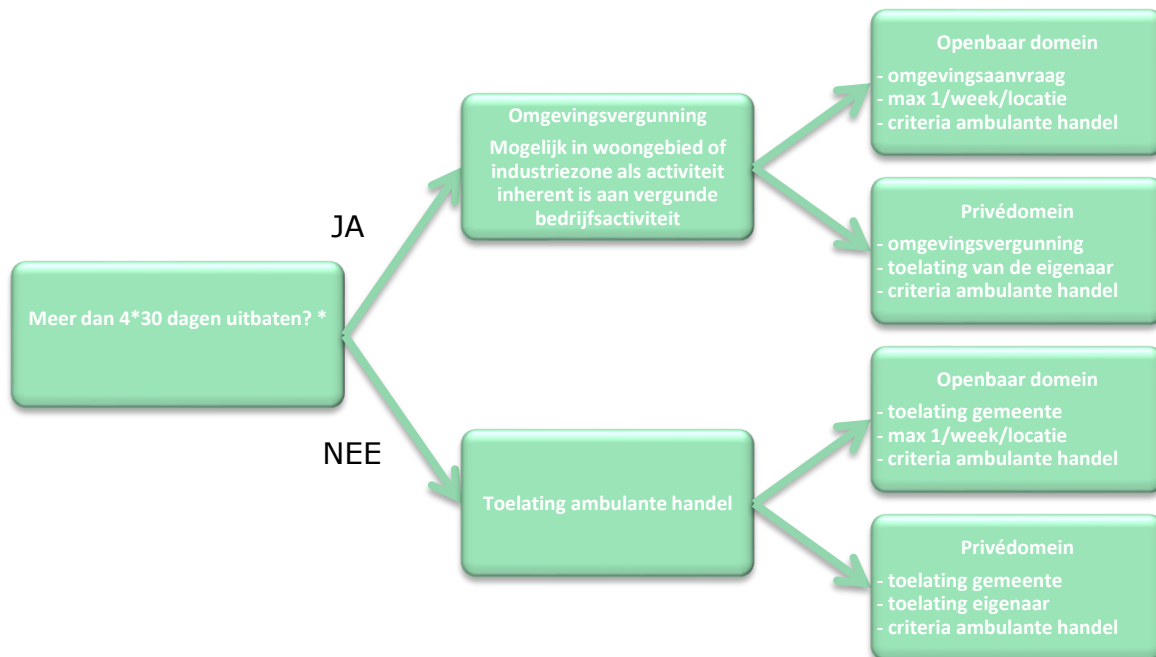 Meer dan 4*30 dagen uitbaten? *
JA
NEE
Omgevingsvergunning
Mogelijk in woongebied of
industriezone als activiteit
inherent is aan vergunde
bedrijfsactiviteit
Openbaar domein
- omgevingsaanvraag
- max 1/week/locatie
- criteria ambulante handel
Privédomein
- omgevingsvergunning
- toelating van de eigenaar
- criteria ambulante handel
Toelating ambulante handel
Openbaar domein
- toelating gemeente
- max 1/week/locatie
- criteria ambulante handel
Privédomein
- toelating gemeente
- toelating eigenaar
- criteria ambulante handel